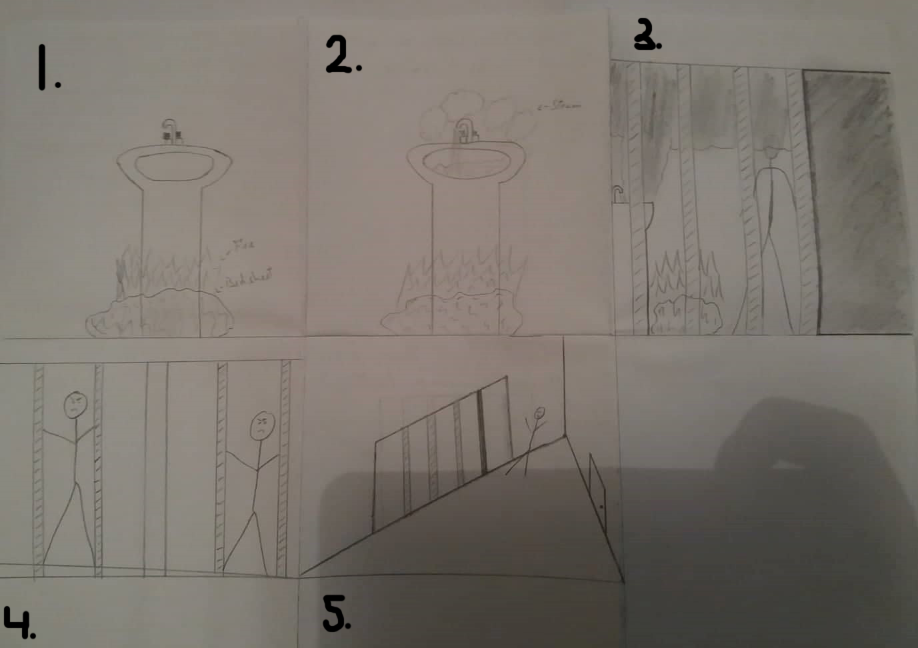 1.
2.
<-Steam
3.
<- Fire
<- Bedsheet
4.
5.